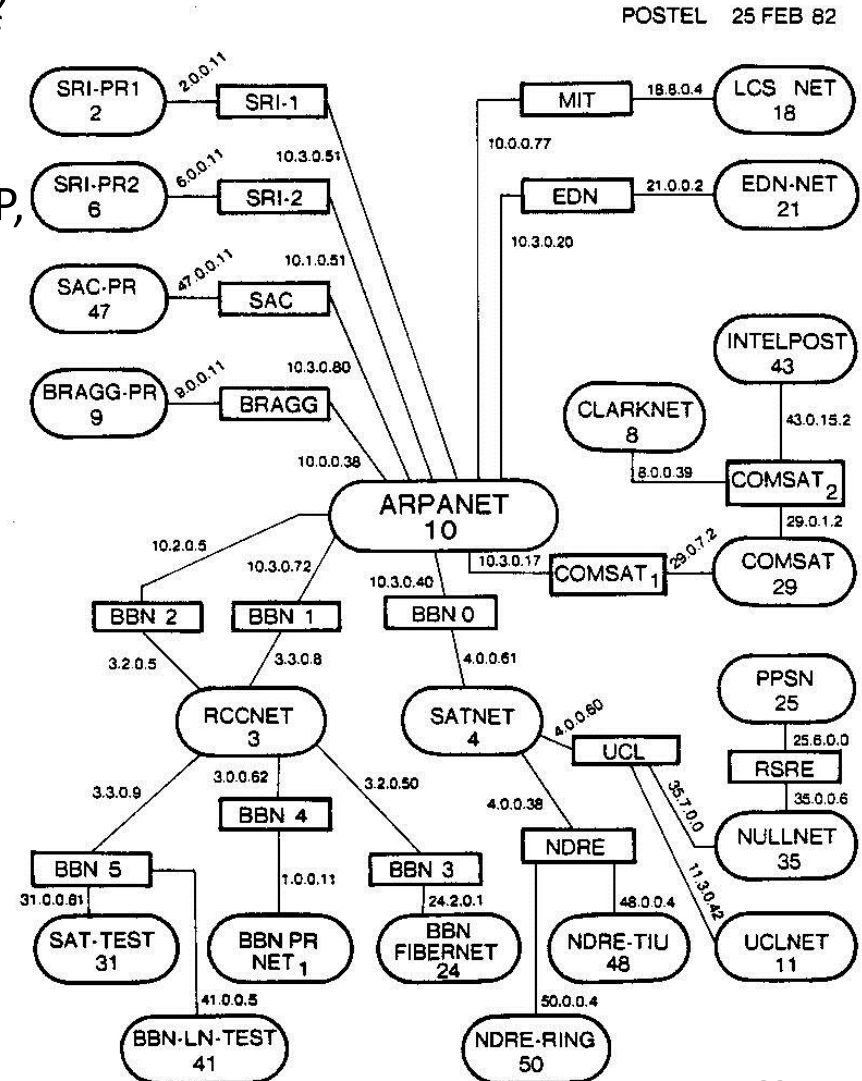 POSTEL 25 FEB 82
P,
SRI-PR1
2
2.0.0.11
SRI-1
10.3.0.51
MIT
18.8.0.4
LCS NET
18
10.0.0.77
SRI-PR2
6
6.0.0.11
SRI-2
10.1.0.51
EDN
21.0.0.2
EDN-NET
21
10.3.0.20
SAC-PR
47
47.0.0.11
SAC
10.3.0.80
BRAGG-PR
9
9.0.0.11
BRAGG
10.0.0.38
INTELPOST
43
43.0.15.2
CLARKNET
8
8.0.0.39
COMSAT2
29.0.1.2
ARPANET
10
10.3.0.17
COMSAT1
29.0.7.2
COMSAT
29
10.2.0.5
10.3.0.72
10.3.0.40
BBN 2
BBN 1
BBN 0
3.2.0.5
3.3.0.8
4.0.0.61
RCCNET
3
SATNET
4
4.0.0.60
UCL
PPSN
25
25.6.0.0
RSRE
35.0.0.6
35.7.0.0
NULLNET
35
3.3.0.9
3.0.0.62
3.2.0.50
4.0.0.38
BBN 4
NDRE
11.3.0.42
BBN 5
1.0.0.11
BBN 3
31.0.0.61
24.2.0.1
48.0.0.4
SAT-TEST
31
BBN PR
NET1
BBN
FIBERNET
24
NDRE-TIU
48
UCLNET
11
41.0.0.5
50.0.0.4
BBN-LN-TEST
41
NDRE-RING
50